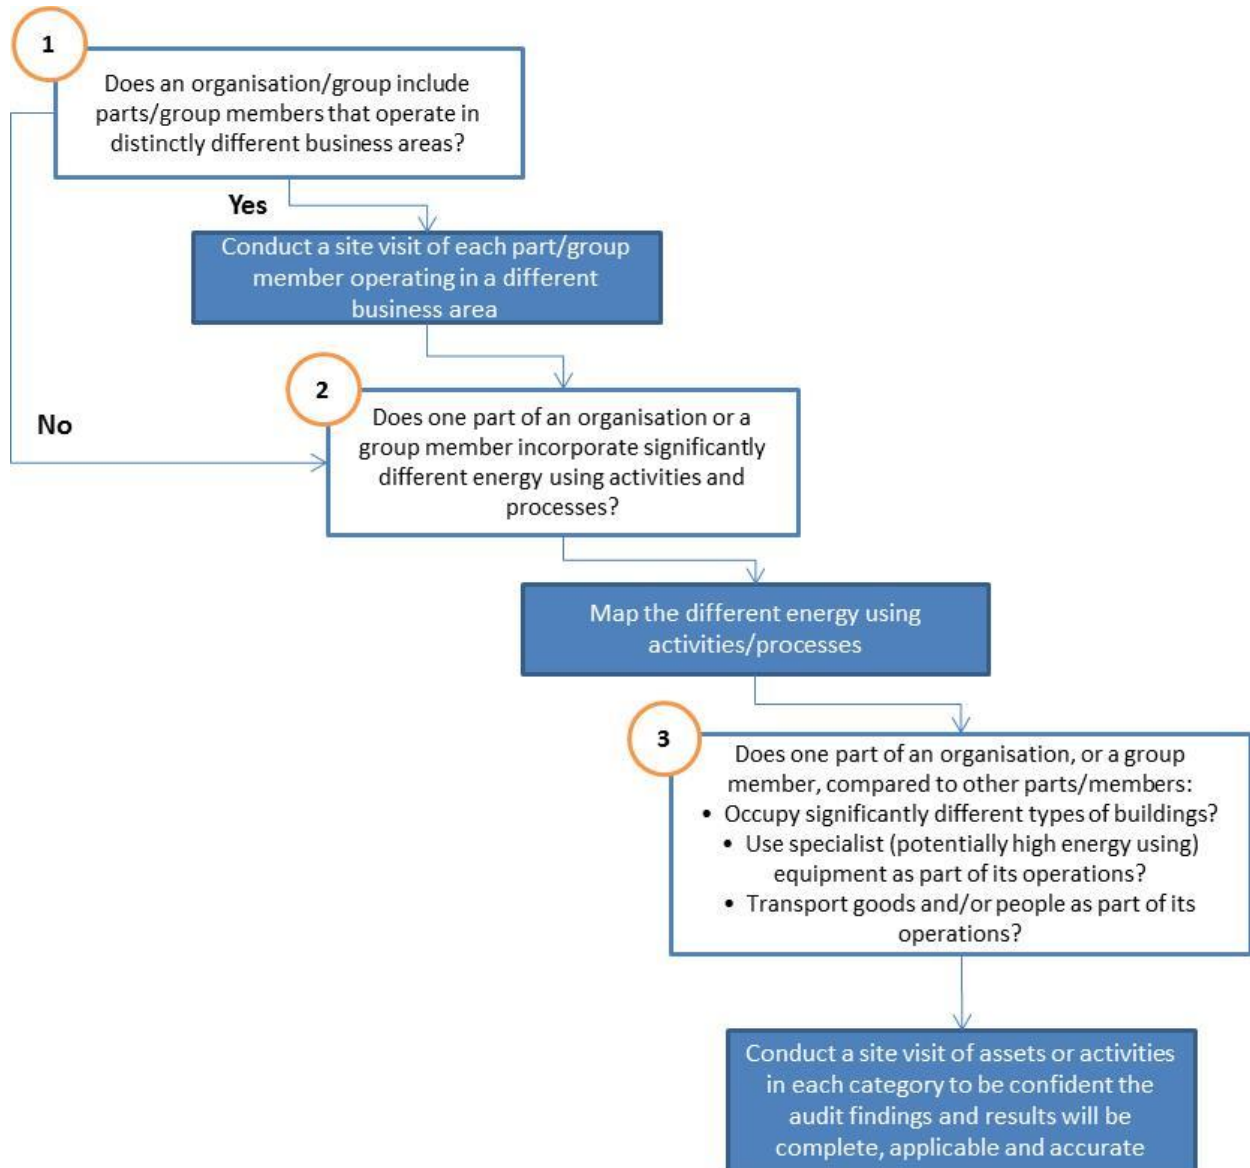 1
Does an organisation/group include
parts/group members that operate in
distinctly different business areas?
Yes
Conduct a site visit of each part/group
member operating in a different
business area
No
2
Does one part of an organisation or a
group member incorporate significantly
different energy using activities and
processes?
Map the different energy using
activities/processes
3
Does one part of an organisation, or a group
member, compared to other parts/members:
• Occupy significantly different types of buildings?
• Use specialist (potentially high energy using)
equipment as part of its operations?
• Transport goods and/or people as part of its
operations?
Conduct a site visit of assets or activities
in each category to be confident the
audit findings and results will be
complete, applicable and accurate